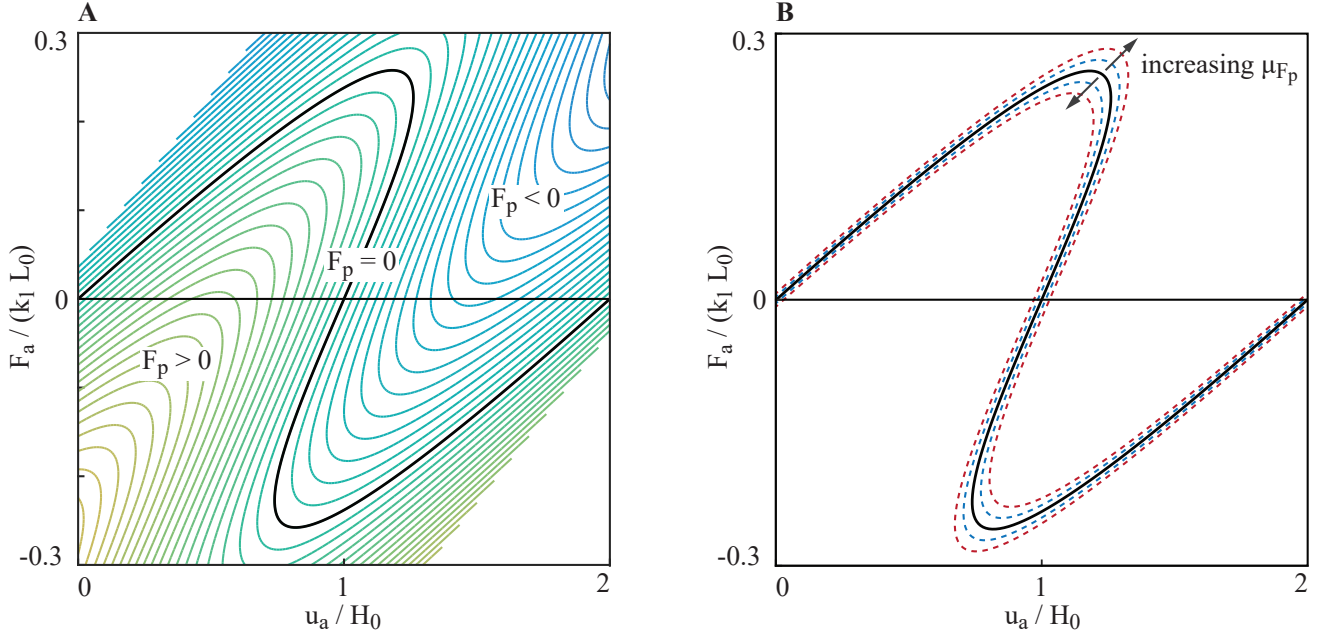 A
0.3
0
-0.3
F_a / (k_1 L_0)
F_p < 0
F_p = 0
F_p > 0
0
1
2
u_a / H_0
B
0.3
0
-0.3
F_a / (k_1 L_0)
increasing μ_{F_p}
0
1
2
u_a / H_0